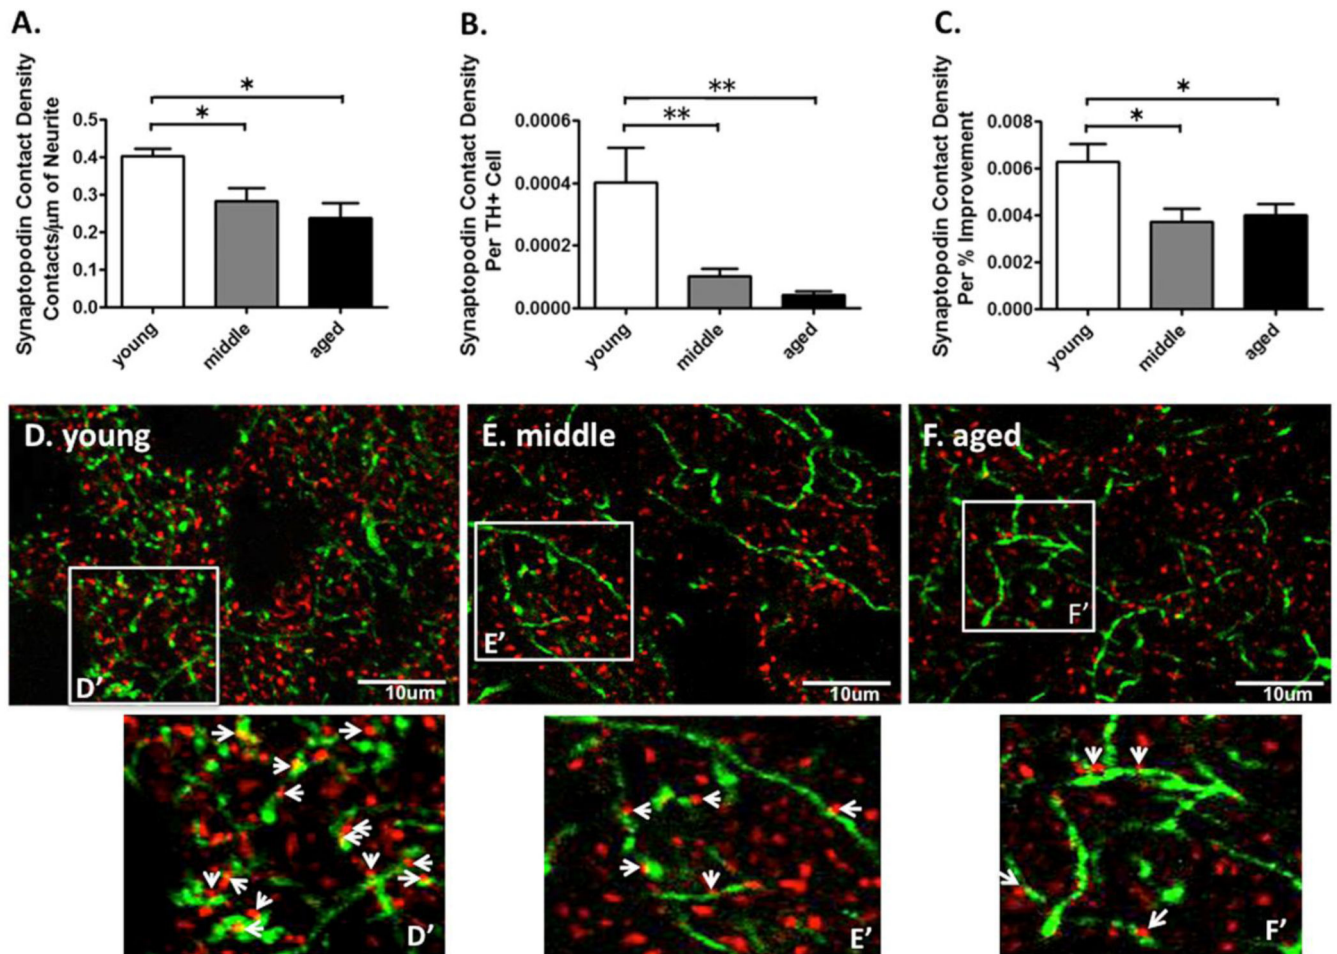 A.
Synaptopodin Contact Density
Contacts/μm of Neurite
0.5
0.4
0.3
0.2
0.1
0.0
*
*
young
middle
aged
B.
Synaptopodin Contact Density
Per TH+ Cell
0.0006
0.0004
0.0002
0.0000
**
**
young
middle
aged
C.
Synaptopodin Contact Density
Per % Improvement
0.008
0.006
0.004
0.002
0.000
*
*
young
middle
aged
D. young
D’
10um
E. middle
E’
10um
F. aged
F’
10um
D’
E’
F’